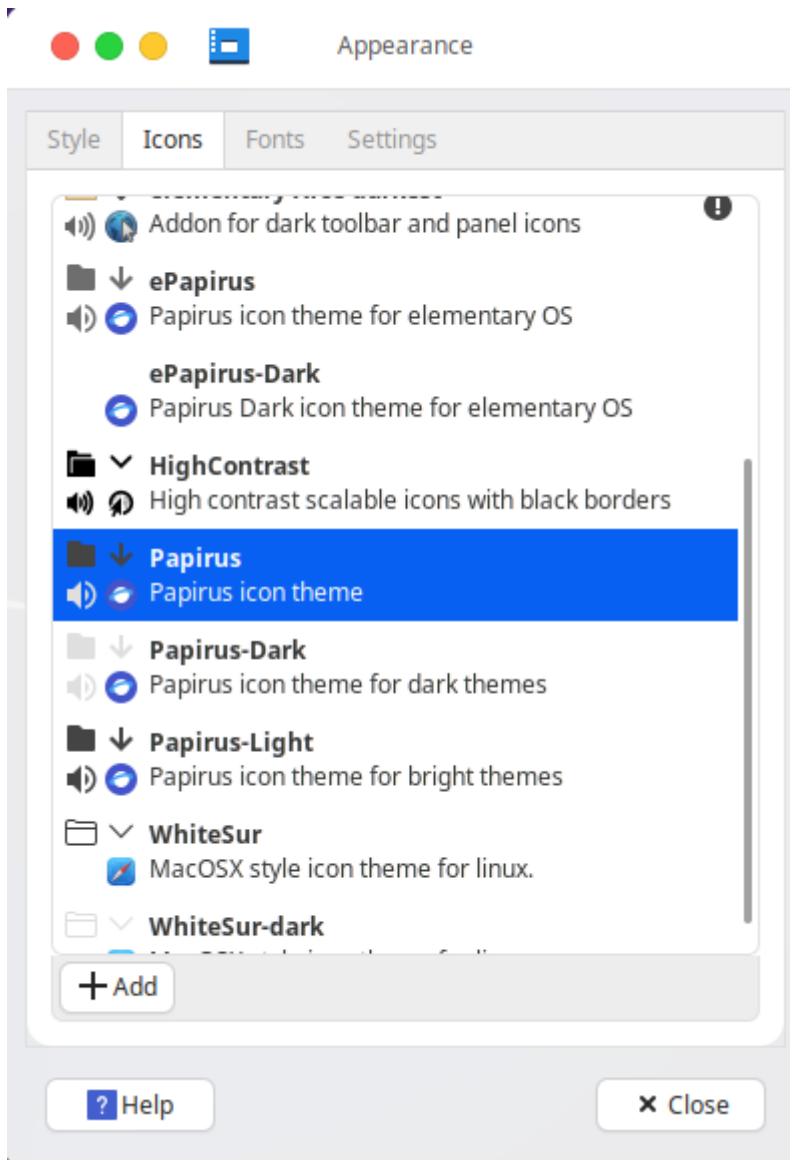 Appearance
Style Icons Fonts Settings
elementary Xfce darkest
Addon for dark toolbar and panel icons
ePapirus
Papirus icon theme for elementary OS
ePapirus-Dark
Papirus Dark icon theme for elementary OS
HighContrast
High contrast scalable icons with black borders
Papirus
Papirus icon theme
Papirus-Dark
Papirus icon theme for dark themes
Papirus-Light
Papirus icon theme for bright themes
WhiteSur
MacOSX style icon theme for linux.
WhiteSur-dark
Add
? Help
Close